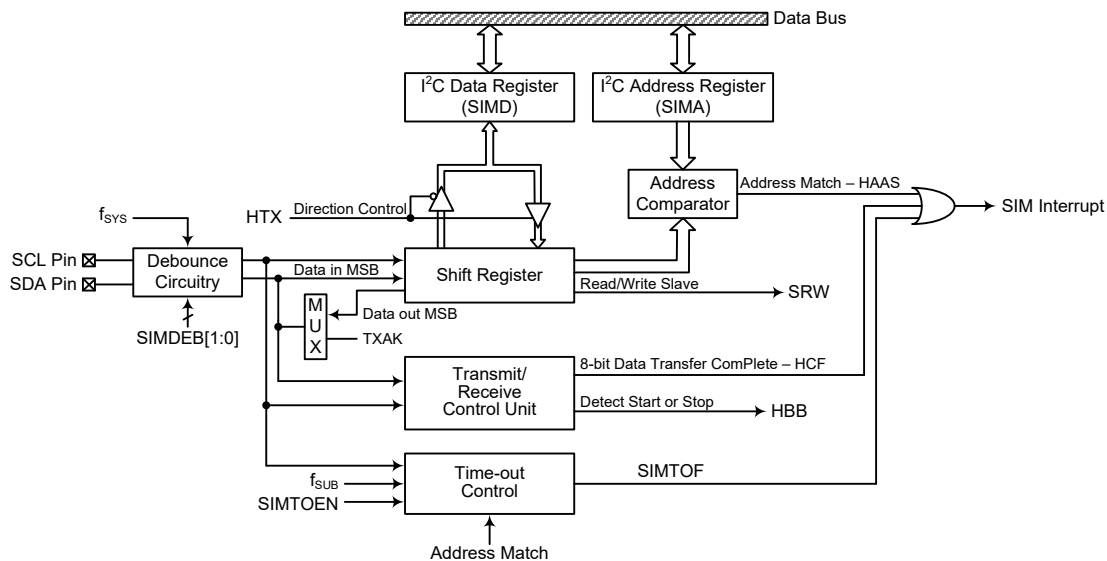 Data Bus
I²C Data Register
(SIMD)
I²C Address Register
(SIMA)
Address
Comparator
Address Match – HAAS
SIM Interrupt
HTX
Direction Control
fSYS
SCL Pin
SDA Pin
Debounce
Circuitry
SIMDEB[1:0]
Data in MSB
Shift Register
Read/Write Slave
SRW
M
U
X
Data out MSB
TXAK
Transmit/
Receive
Control Unit
8-bit Data Transfer ComPlete – HCF
Detect Start or Stop
HBB
fSUB
SIMTOEN
Time-out
Control
SIMTOF
Address Match